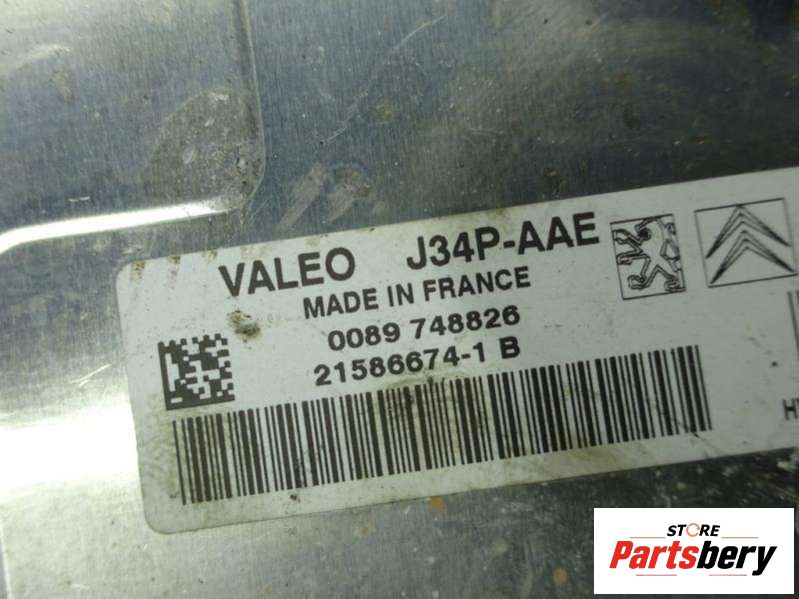 VALEO J34P-AAE
MADE IN FRANCE
0089 748826
21586674-1 B
STORE
Partsbery